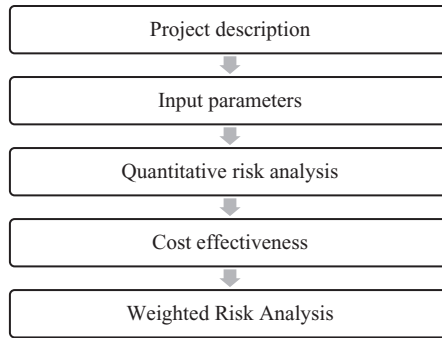 Project description
Input parameters
Quantitative risk analysis
Cost effectiveness
Weighted Risk Analysis